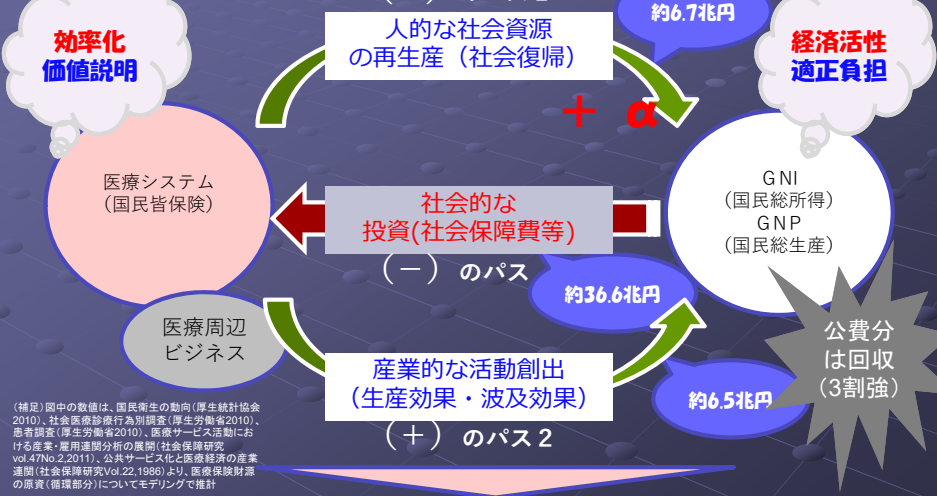 約6.7兆円
人的な社会資源
の再生産（社会復帰）
効率化
価値説明
経済活性
適正負担
＋ α
医療システム
（国民皆保険）
社会的な
投資(社会保障費等)
ＧＮＩ
（国民総所得）
ＧＮＰ
（国民総生産）
（－）のパス
約36.6兆円
医療周辺
ビジネス
公費分
は回収
（3割強）
産業的な活動創出
（生産効果・波及効果）
約6.5兆円
（＋）のパス２
（補足）図中の数値は、国民衛生の動向（厚生統計協会
2010）、社会医療診療行為別調査（厚生労働省2010）、
患者調査（厚生労働省2010）、医療サービス活動にお
ける産業・雇用連関分析の展開（社会保障研究
vol.47No.2,2011）、公共サービス化と医療経済の産業
連関（社会保障研究Vol.22,1986）より、医療保険財源
の原資（循環部分）についてモデリングで推計